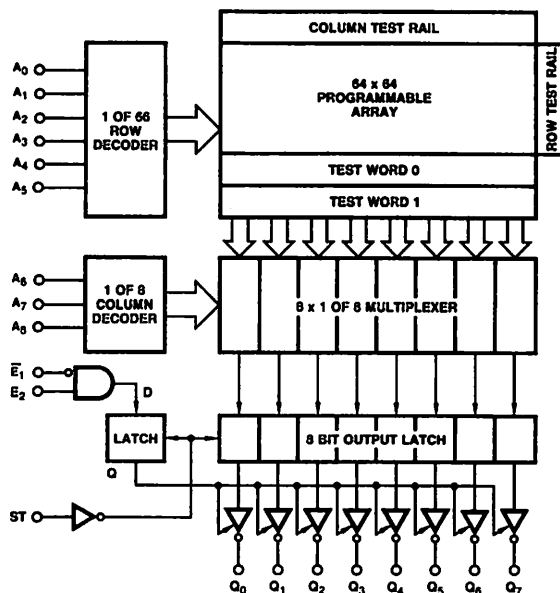 COLUMN TEST RAIL
64 x 64
PROGRAMMABLE
ARRAY
ROW TEST RAIL
TEST WORD 0
TEST WORD 1
A0
A1
A2
A3
A4
A5
1 OF 66
ROW
DECODER
A6
A7
A8
1 OF 8
COLUMN
DECODER
8 x 1 OF 8 MULTIPLEXER
E̅1
E2
D
LATCH
8 BIT OUTPUT LATCH
Q
ST
Q0 Q1 Q2 Q3 Q4 Q5 Q6 Q7